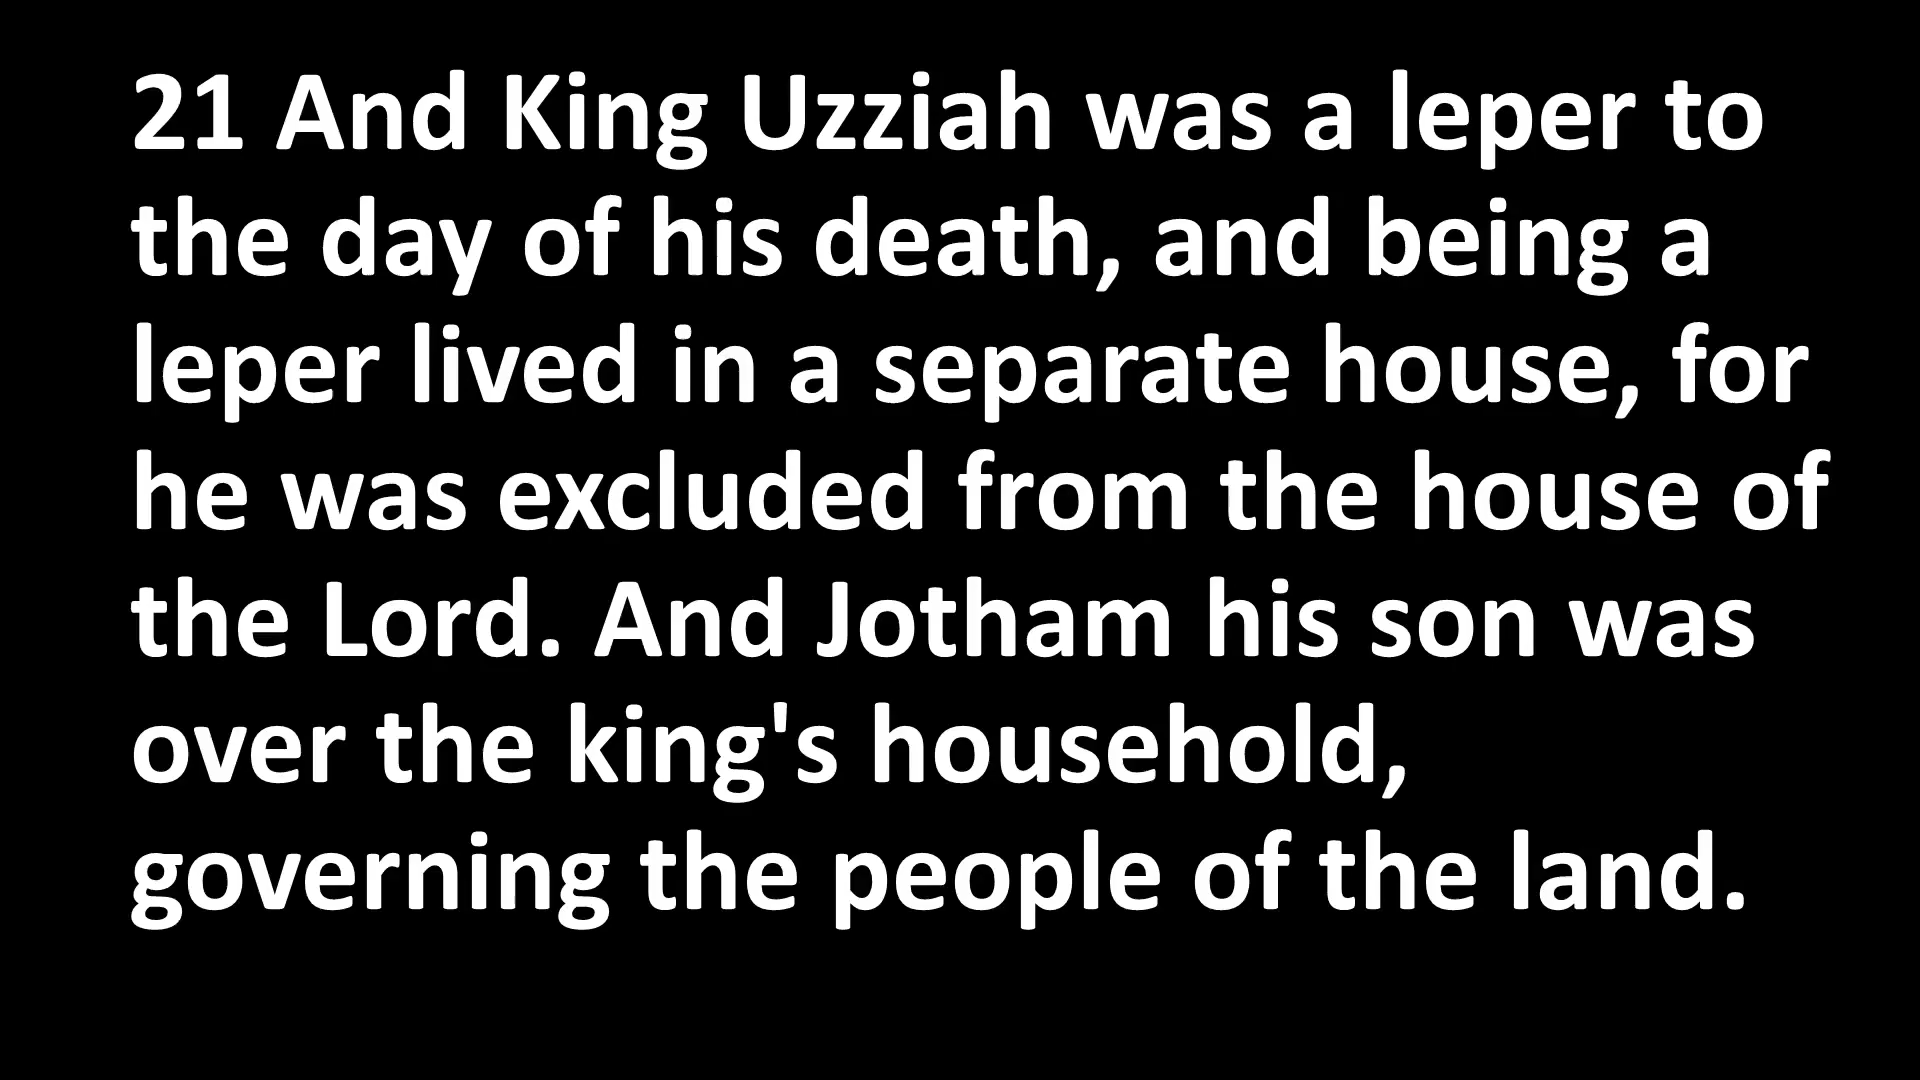 21 And King Uzziah was a leper to
the day of his death, and being a
leper lived in a separate house, for
he was excluded from the house of
the Lord. And Jotham his son was
over the king's household,
governing the people of the land.